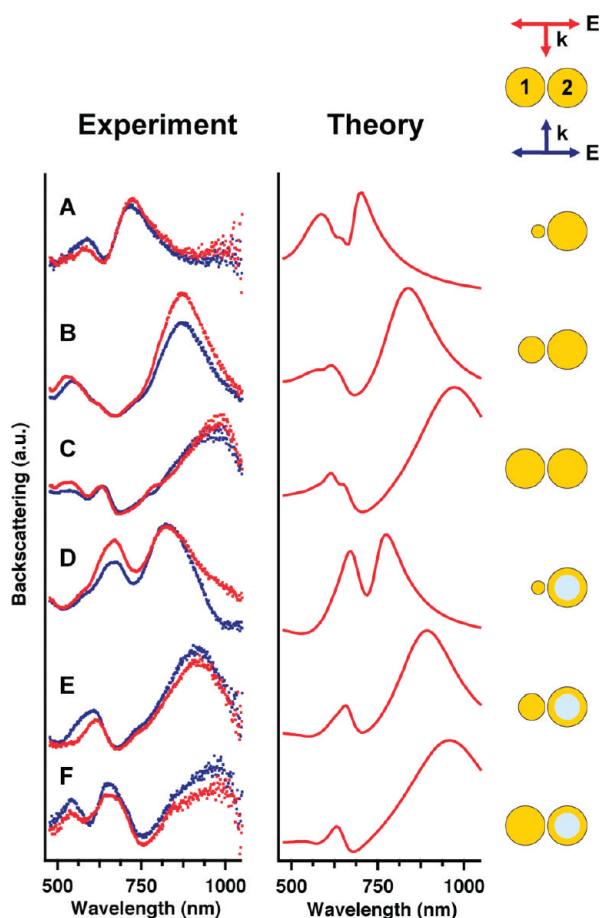 E
k
1 2
k
E
Experiment Theory
A
B
C
D
E
F
Backscattering (a.u.)
500 750 1000 500 750 1000
Wavelength (nm) Wavelength (nm)